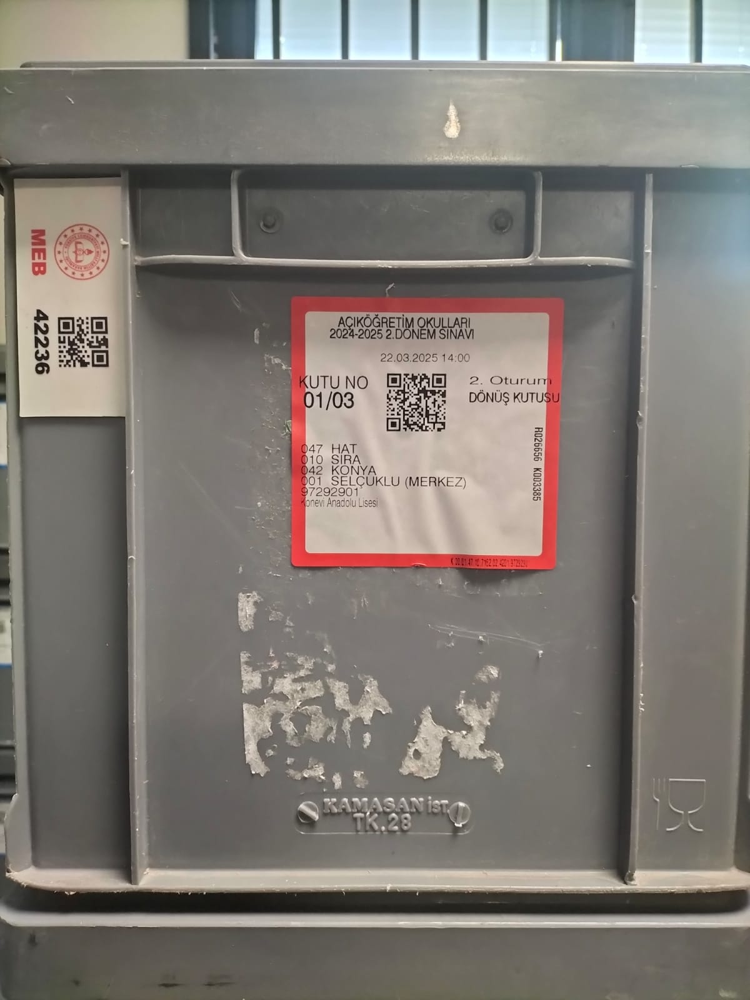 MEB
42236
AÇIKÖĞRETİM OKULLARI
2024-2025 2.DÖNEM SINAVI
22.03.2025 14:00
KUTU NO
01/03
2. Oturum
DÖNÜŞ KUTUSU
047 HAT
010 SIRA
042 KONYA
001 SELÇUKLU (MERKEZ)
97292901
Konevi Anadolu Lisesi
R026656 K003385
KAMASAN İST.
TK.28